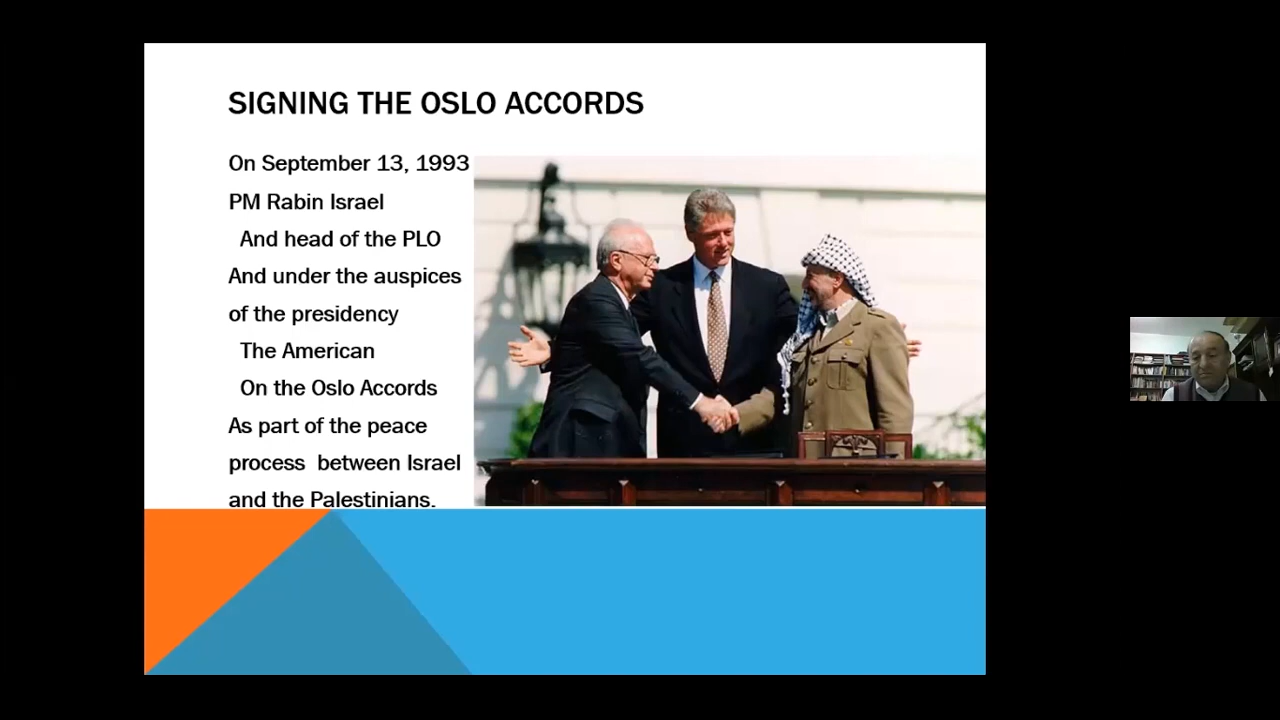 SIGNING THE OSLO ACCORDS
On September 13, 1993
PM Rabin Israel
And head of the PLO
And under the auspices
of the presidency
The American
On the Oslo Accords
As part of the peace
process  between Israel
and the Palestinians.